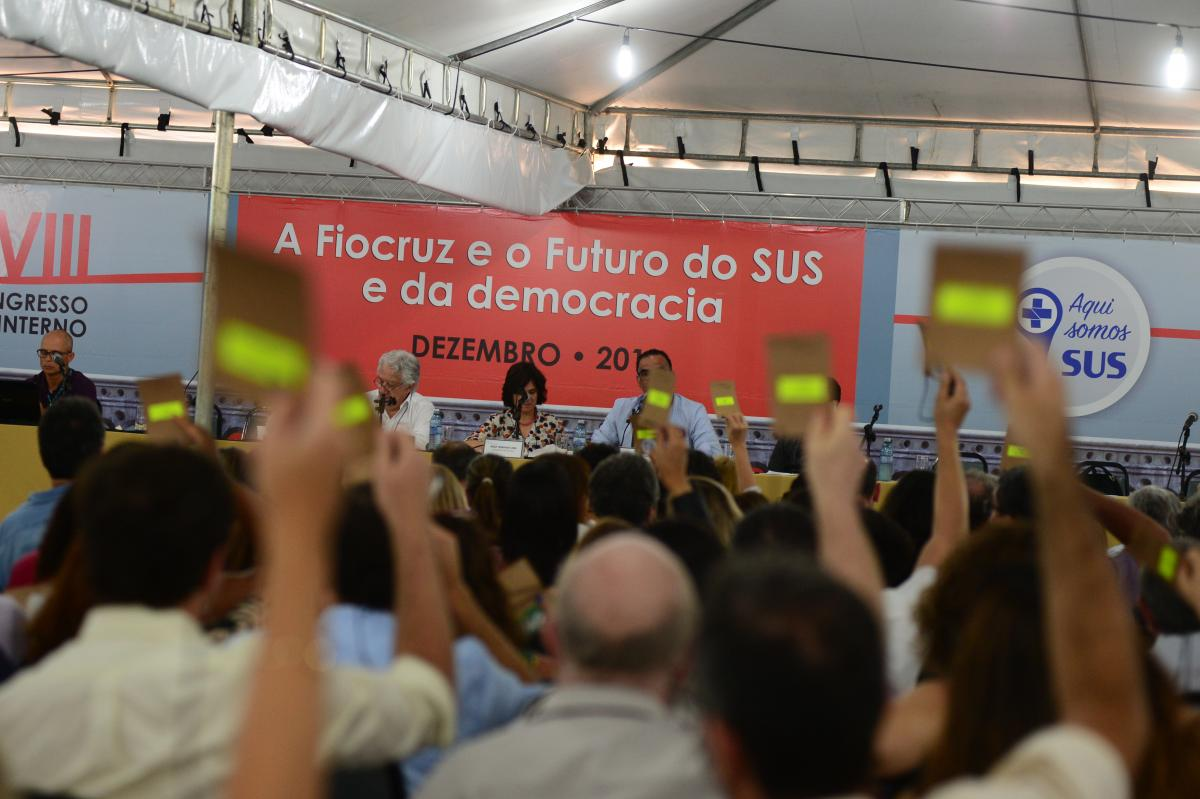 VIII
NGRESSO
INTERNO
A Fiocruz e o Futuro do SUS
e da democracia
DEZEMBRO • 201
Aqui
somos
SUS